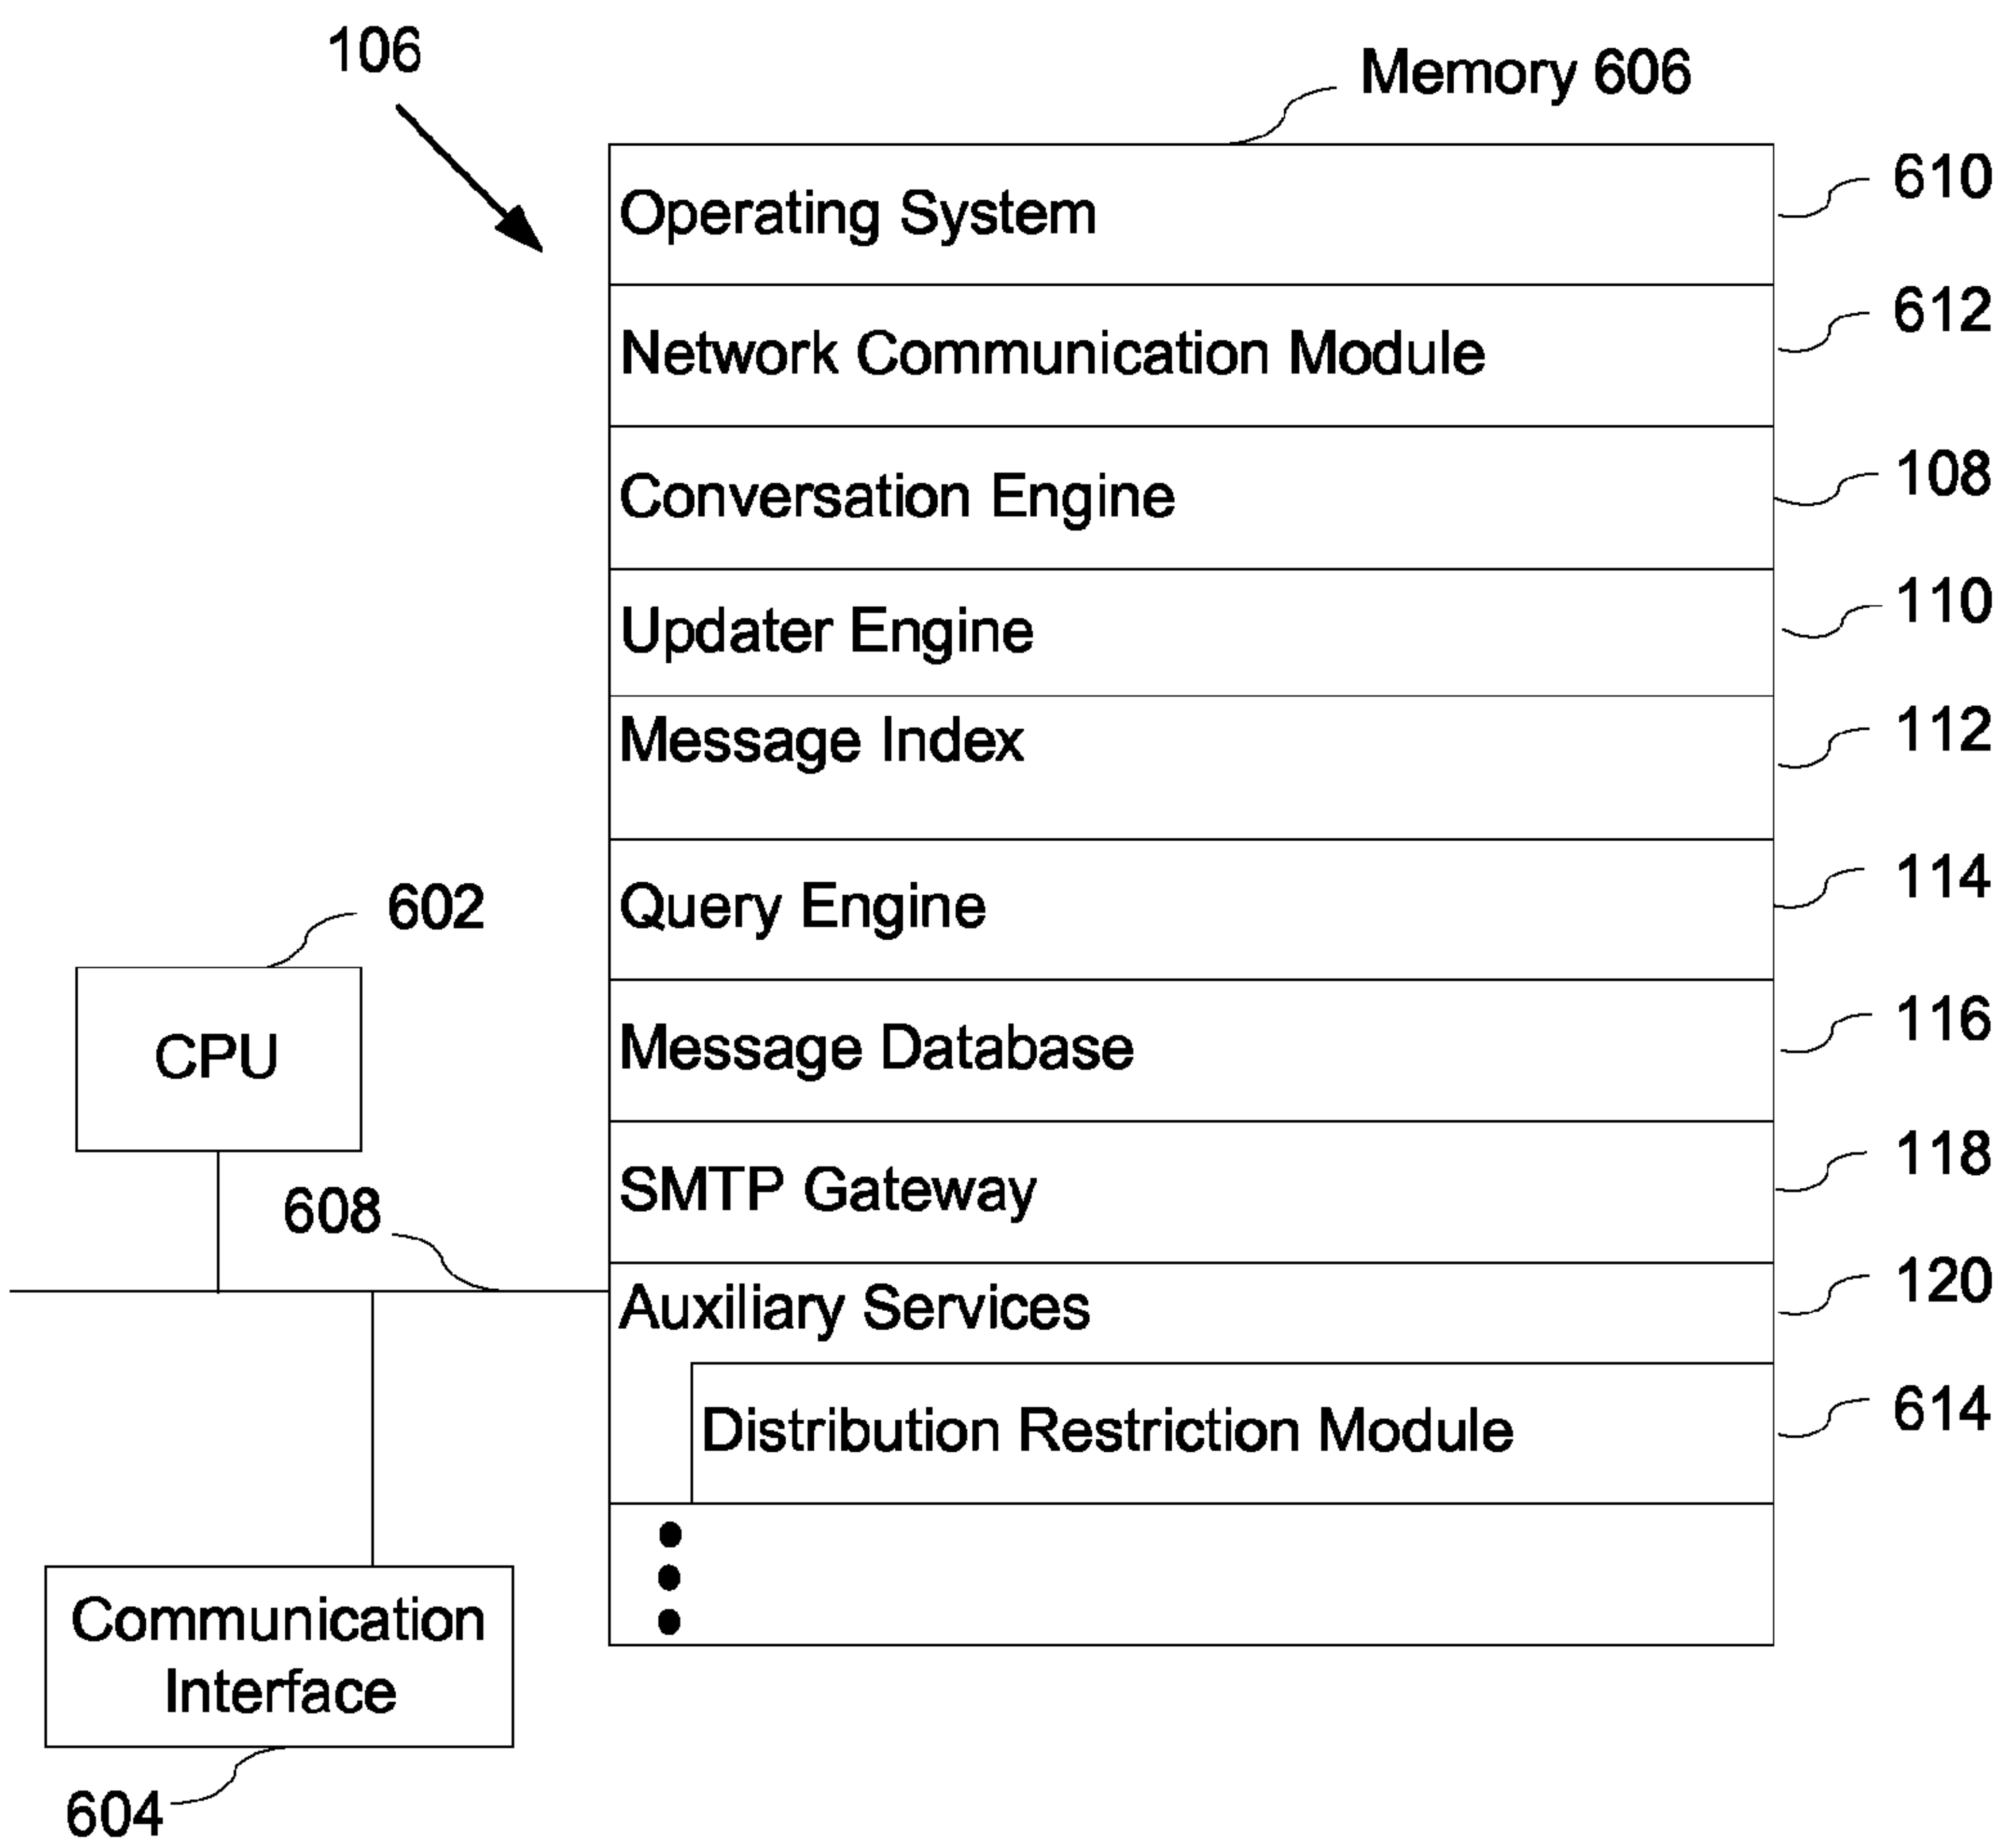 106
Memory 606
Operating System
610
Network Communication Module
612
Conversation Engine
108
Updater Engine
110
Message Index
112
Query Engine
114
Message Database
116
SMTP Gateway
118
Auxiliary Services
120
Distribution Restriction Module
614
602
CPU
608
Communication
Interface
604